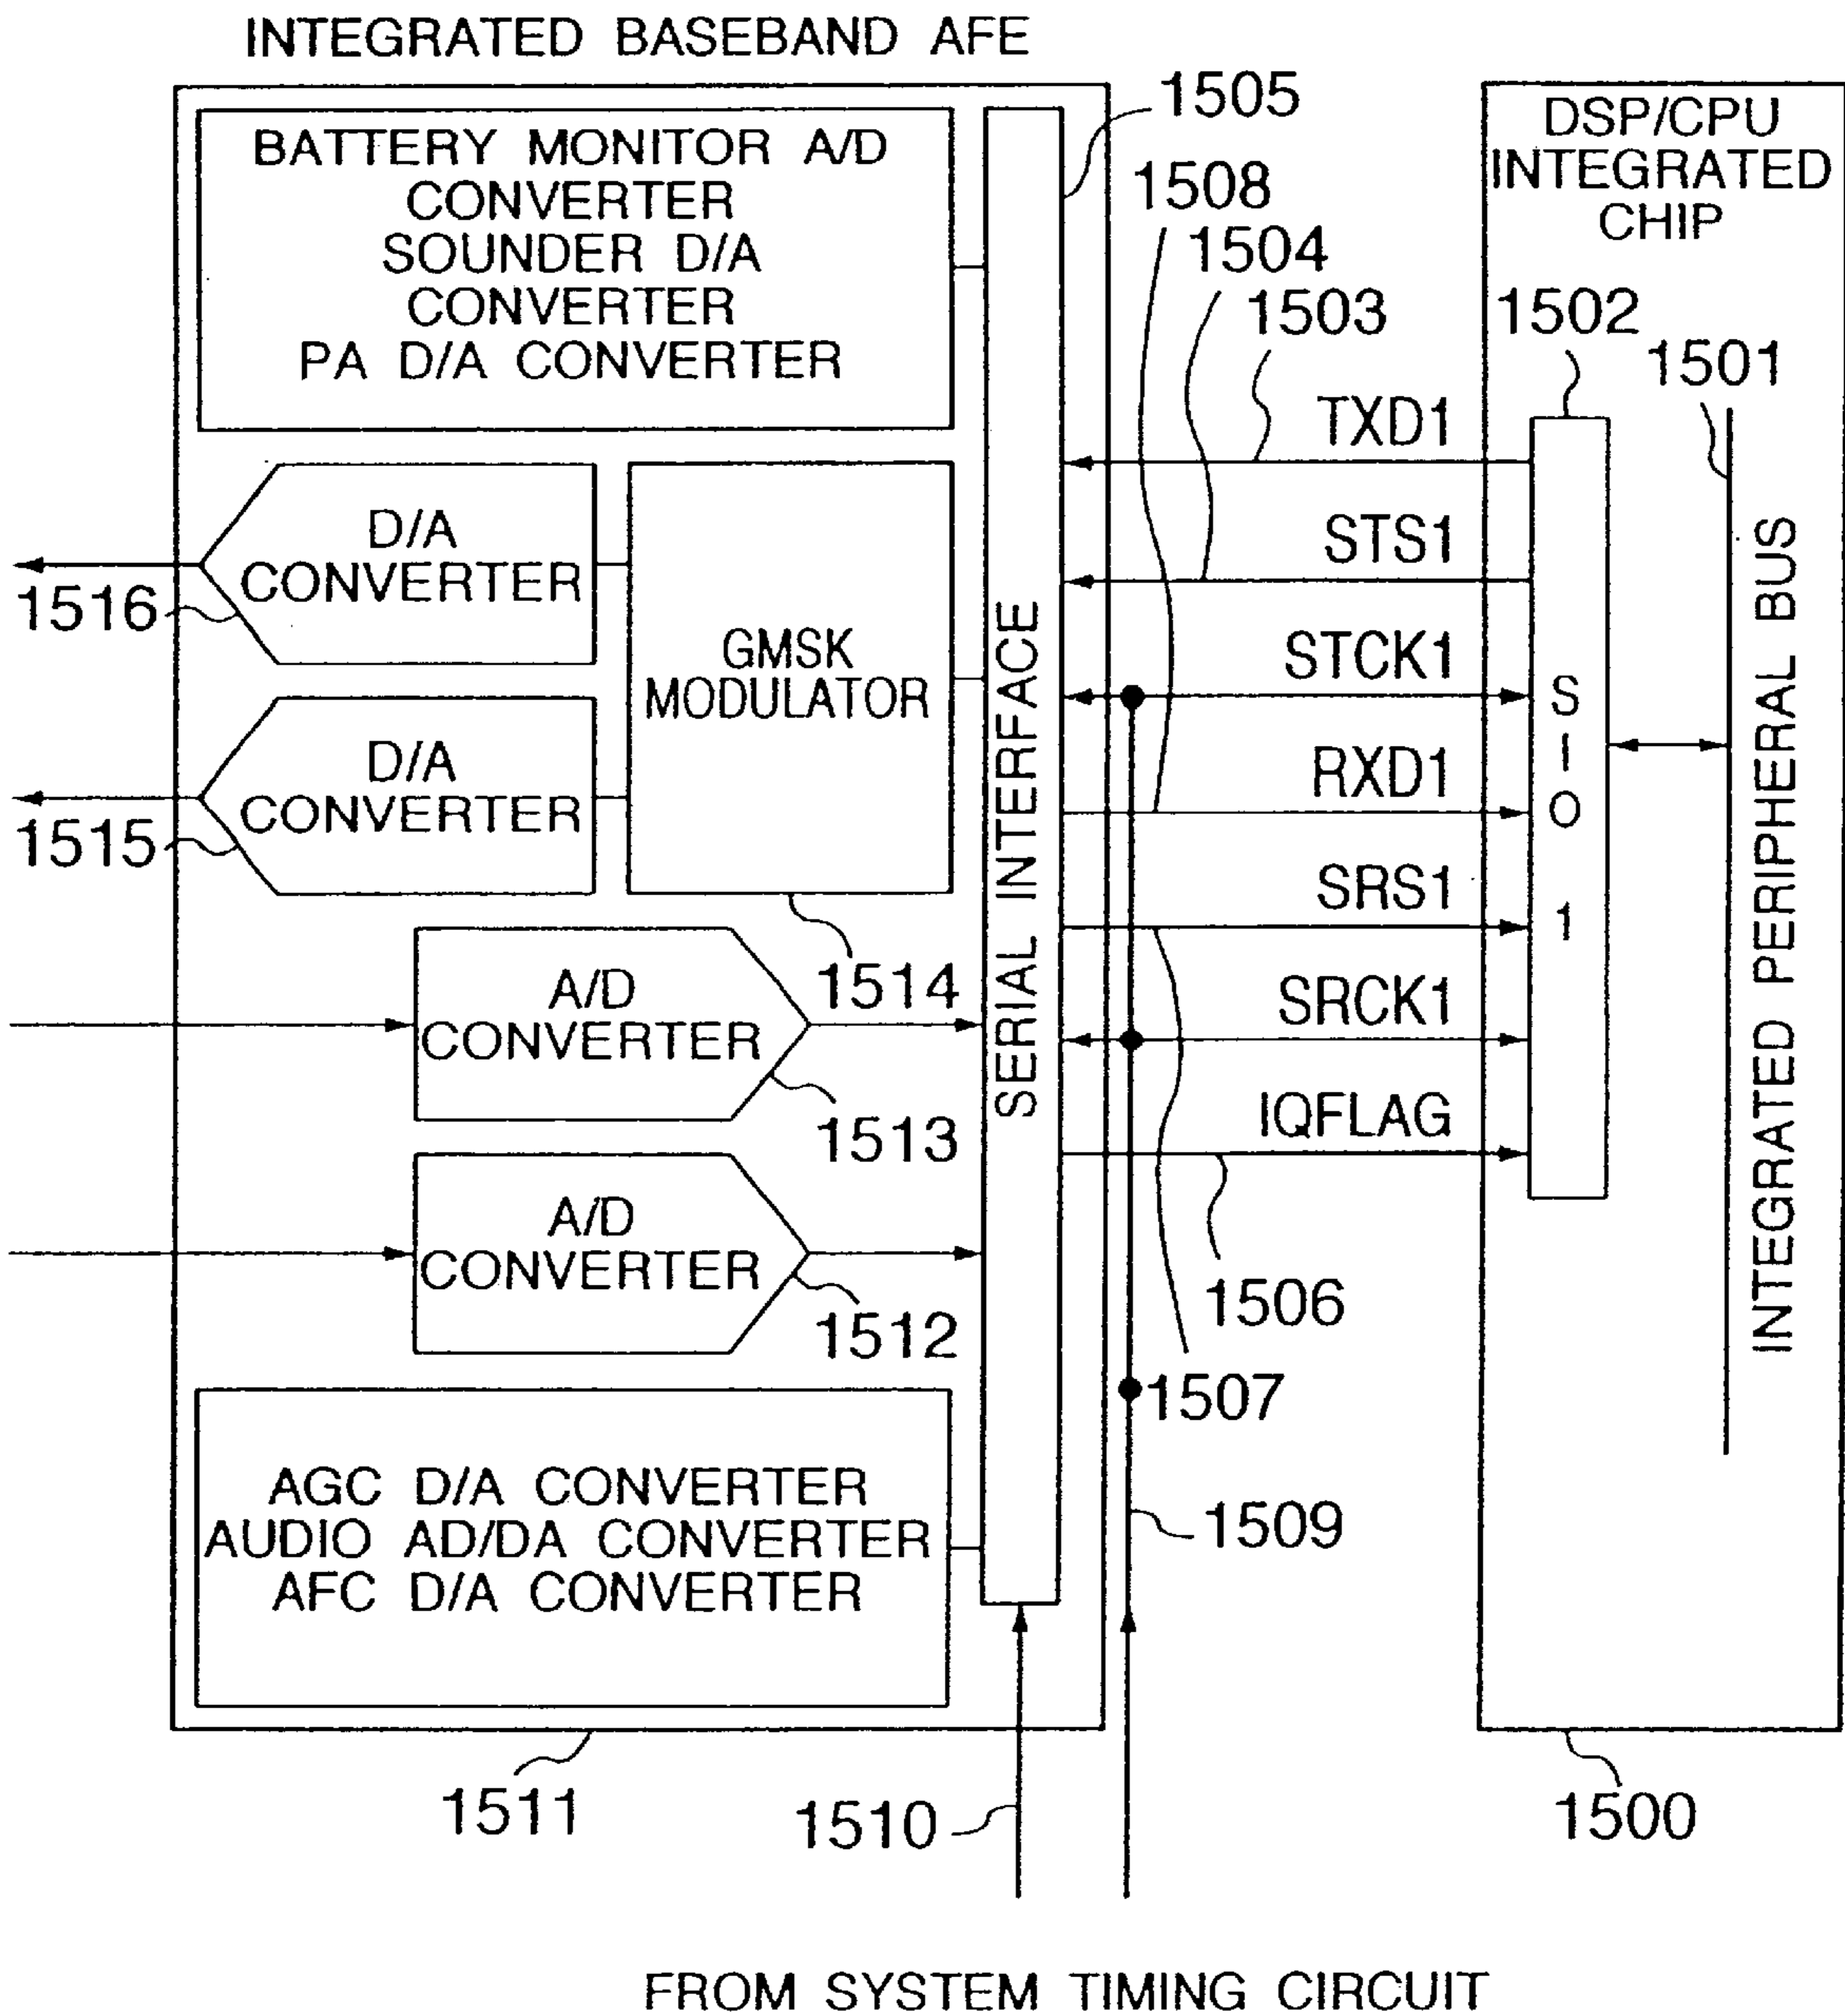 INTEGRATED BASEBAND AFE
BATTERY MONITOR A/D
CONVERTER
SOUNDER D/A
CONVERTER
PA D/A CONVERTER
D/A
CONVERTER
1516
D/A
CONVERTER
1515
GMSK
MODULATOR
1514
A/D
CONVERTER
1513
A/D
CONVERTER
1512
AGC D/A CONVERTER
AUDIO AD/DA CONVERTER
AFC D/A CONVERTER
1511
SERIAL INTERFACE
1510
1505
1508
1504
1503
TXD1
STS1
STCK1
RXD1
SRS1
SRCK1
IQFLAG
1506
1507
1509
DSP/CPU
INTEGRATED
CHIP
1502
1501
SIO 1
INTEGRATED PERIPHERAL BUS
1500
FROM SYSTEM TIMING CIRCUIT